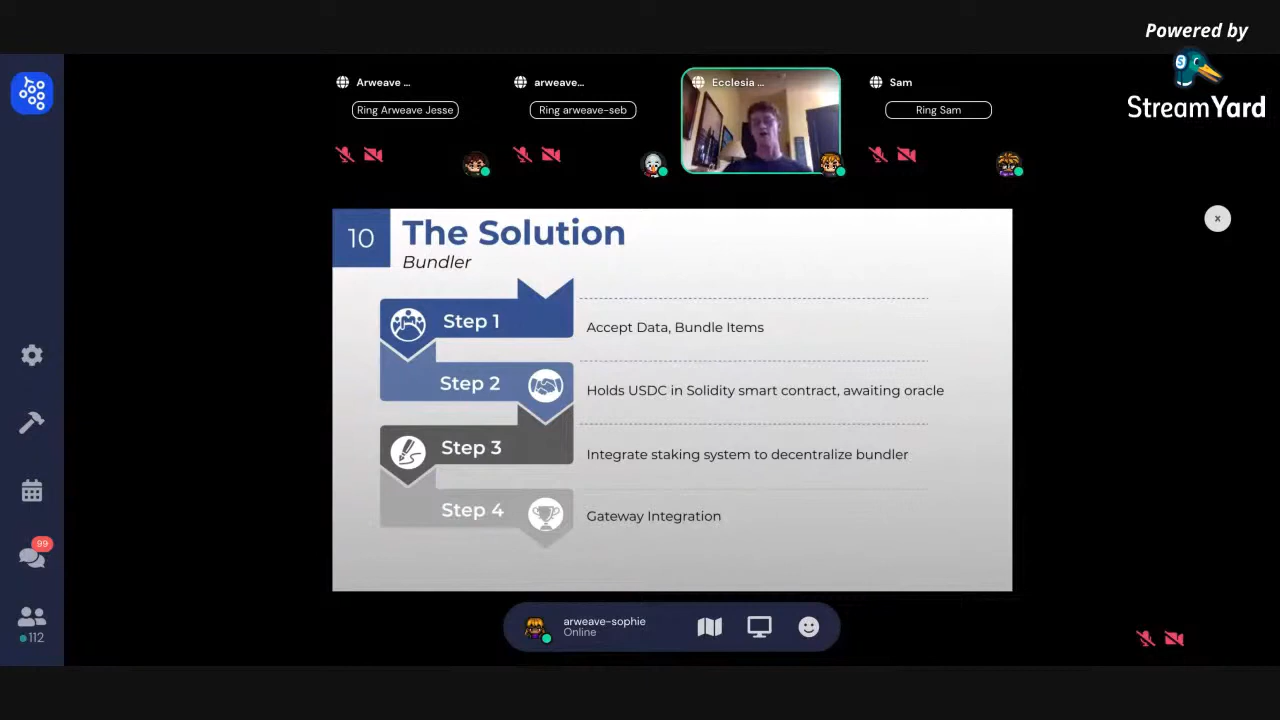 Powered by
StreamYard
Arweave ...
Ring Arweave Jesse
arweave...
Ring arweave-seb
Ecclesia ...
Sam
Ring Sam
10
The Solution
Bundler
Step 1
Accept Data, Bundle Items
Step 2
Holds USDC in Solidity smart contract, awaiting oracle
Step 3
Integrate staking system to decentralize bundler
Step 4
Gateway Integration
99
112
arweave-sophie
Online